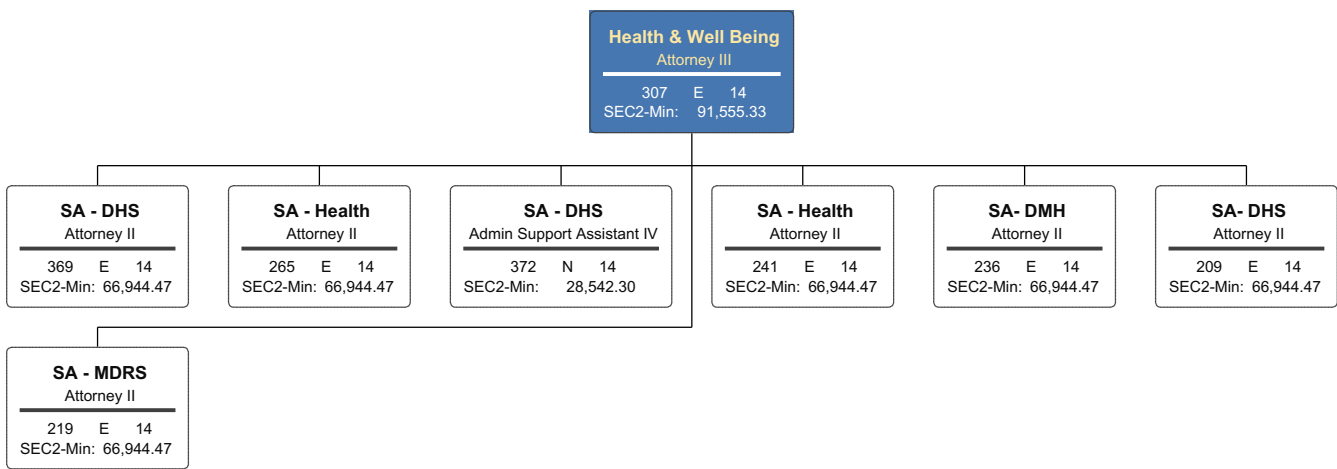 Health & Well Being
Attorney III
307 E 14
SEC2-Min: 91,555.33
SA - DHS
Attorney II
369 E 14
SEC2-Min: 66,944.47
SA - Health
Attorney II
265 E 14
SEC2-Min: 66,944.47
SA - DHS
Admin Support Assistant IV
372 N 14
SEC2-Min: 28,542.30
SA - Health
Attorney II
241 E 14
SEC2-Min: 66,944.47
SA- DMH
Attorney II
236 E 14
SEC2-Min: 66,944.47
SA- DHS
Attorney II
209 E 14
SEC2-Min: 66,944.47
SA - MDRS
Attorney II
219 E 14
SEC2-Min: 66,944.47